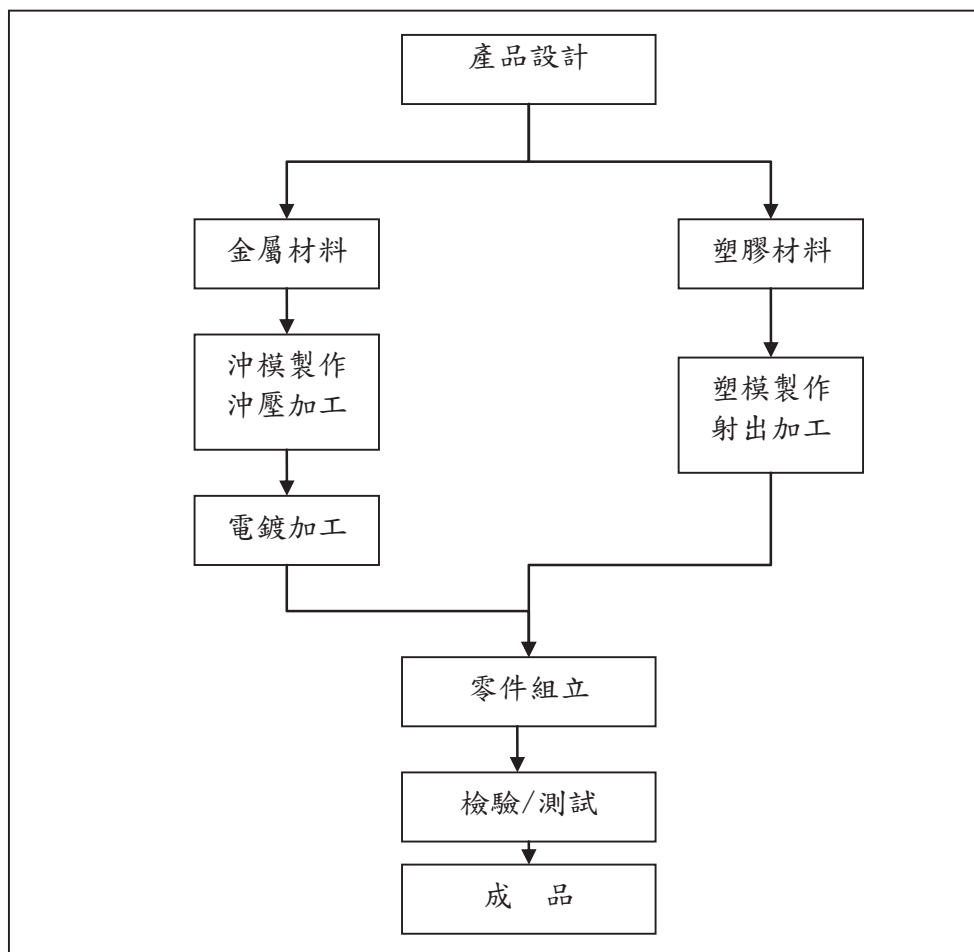 產品設計
金屬材料
塑膠材料
沖模製作
沖壓加工
塑模製作
射出加工
電鍍加工
零件組立
檢驗/測試
成　品